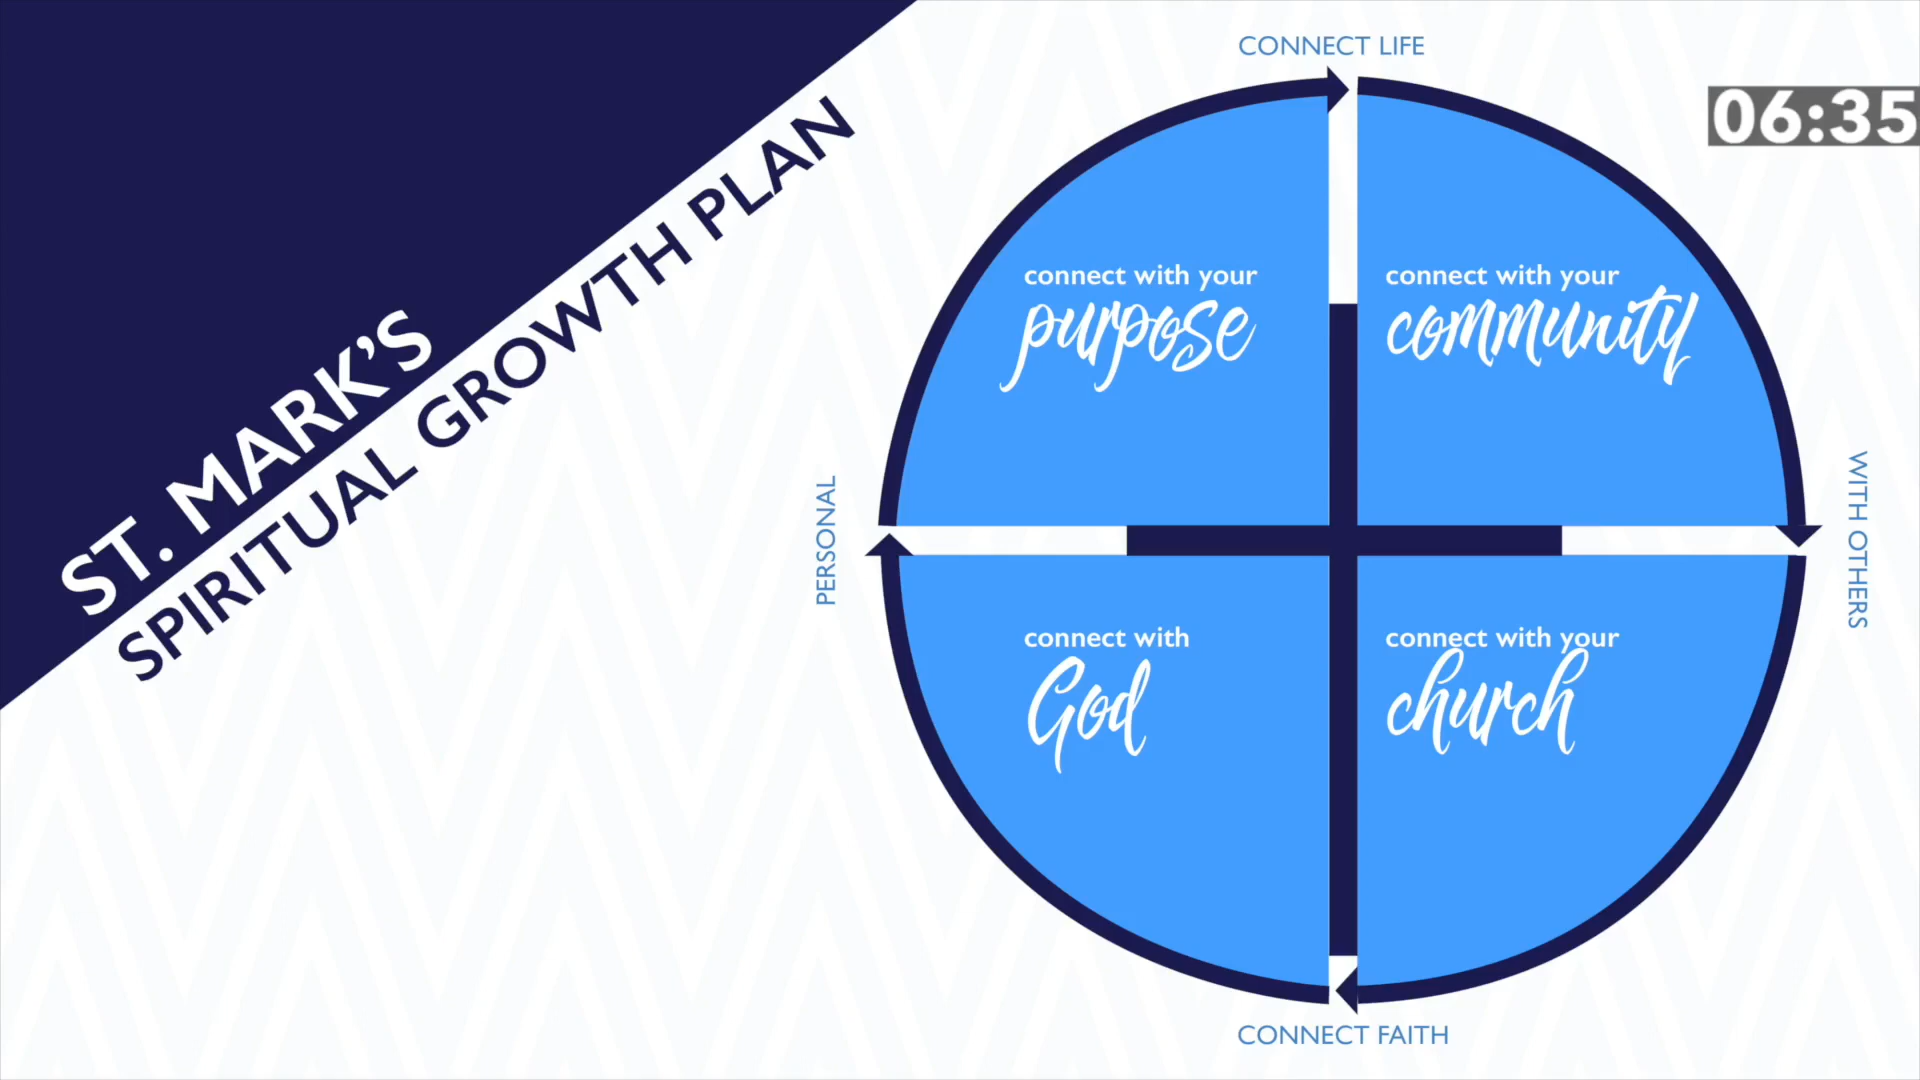 ST. MARK'S
SPIRITUAL GROWTH PLAN
CONNECT LIFE
06:35
connect with your
purpose
connect with your
community
PERSONAL
WITH OTHERS
connect with
God
connect with your
church
CONNECT FAITH